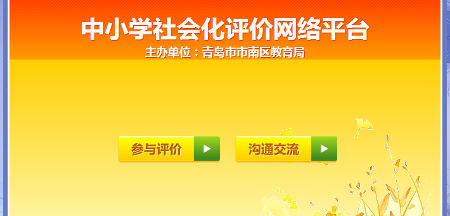 中小学社会化评价网络平台
主办单位：青岛市市南区教育局
参与评价
沟通交流